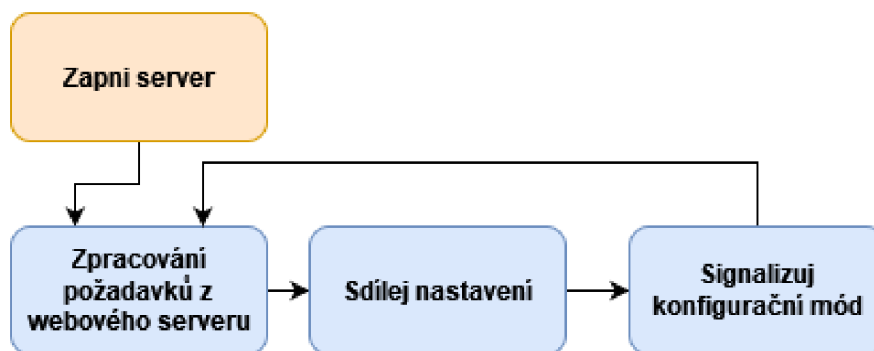 Zapni server
Zpracování
požadavků z
webového serveru
Sdílej nastavení
Signalizuj
konfigurační mód